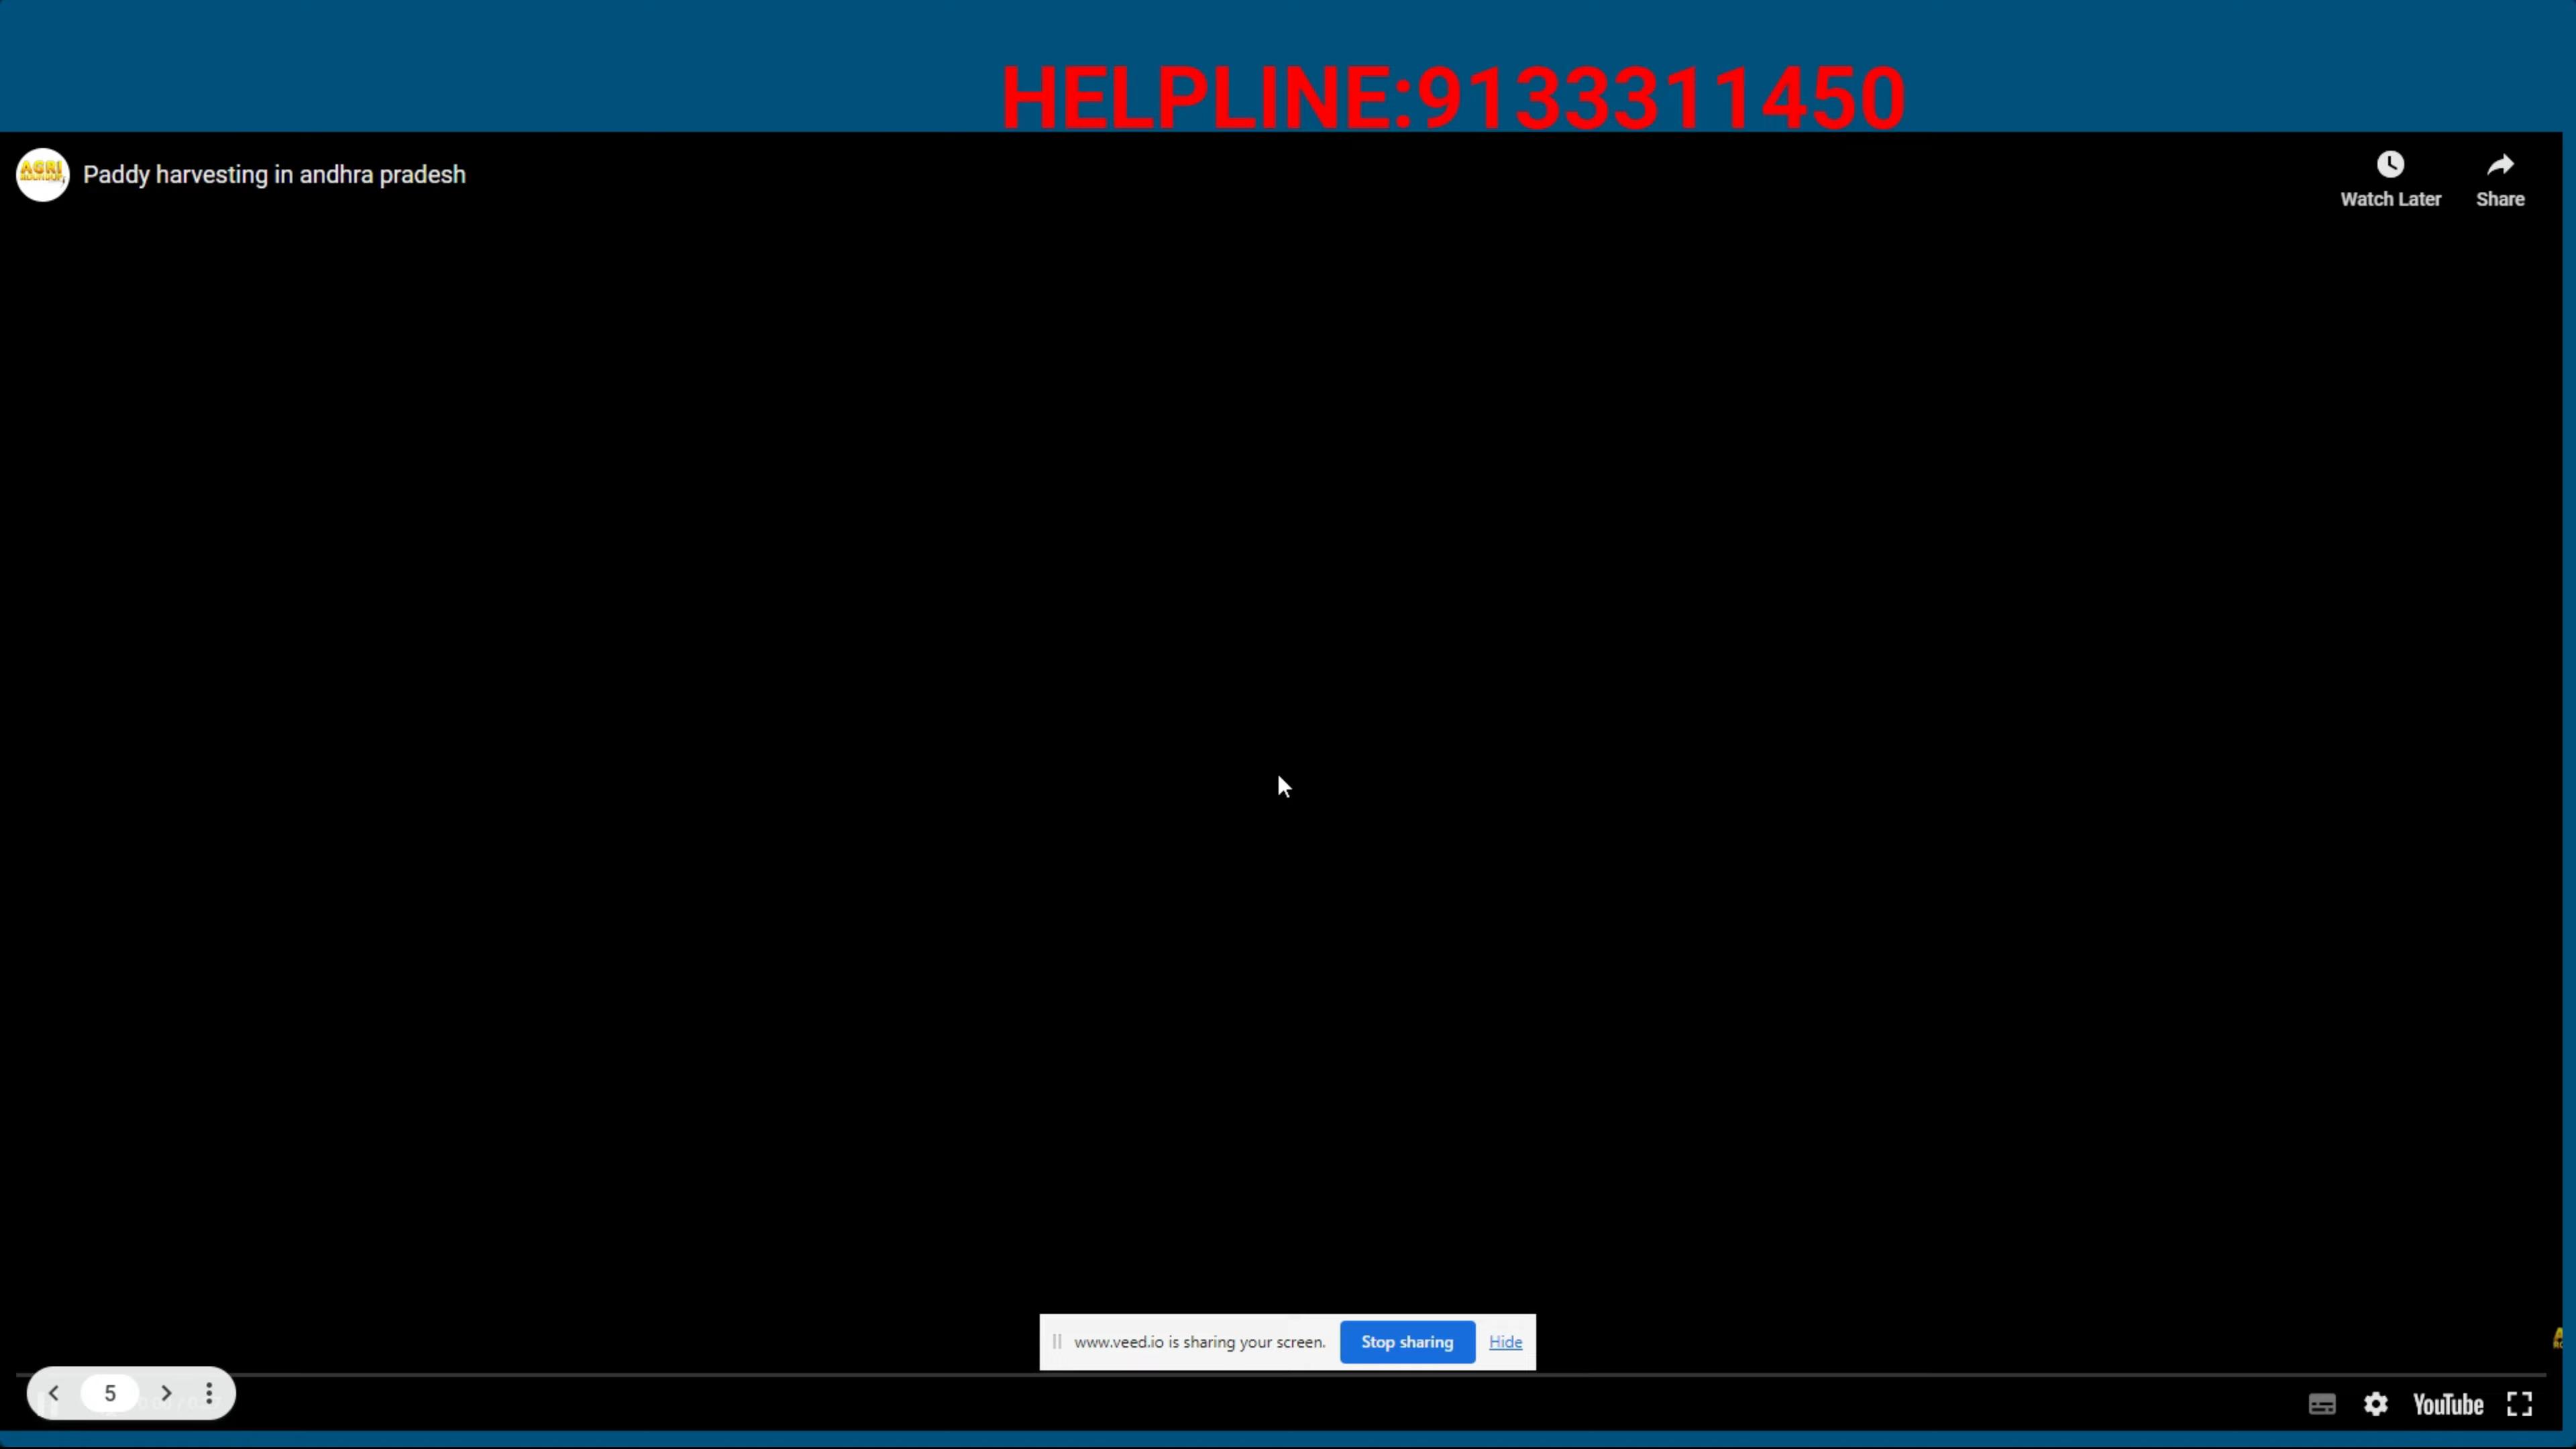 HELPLINE:9133311450
AGRI
Paddy harvesting in andhra pradesh
Watch Later
Share
www.veed.io is sharing your screen.
Stop sharing
Hide
5
YouTube